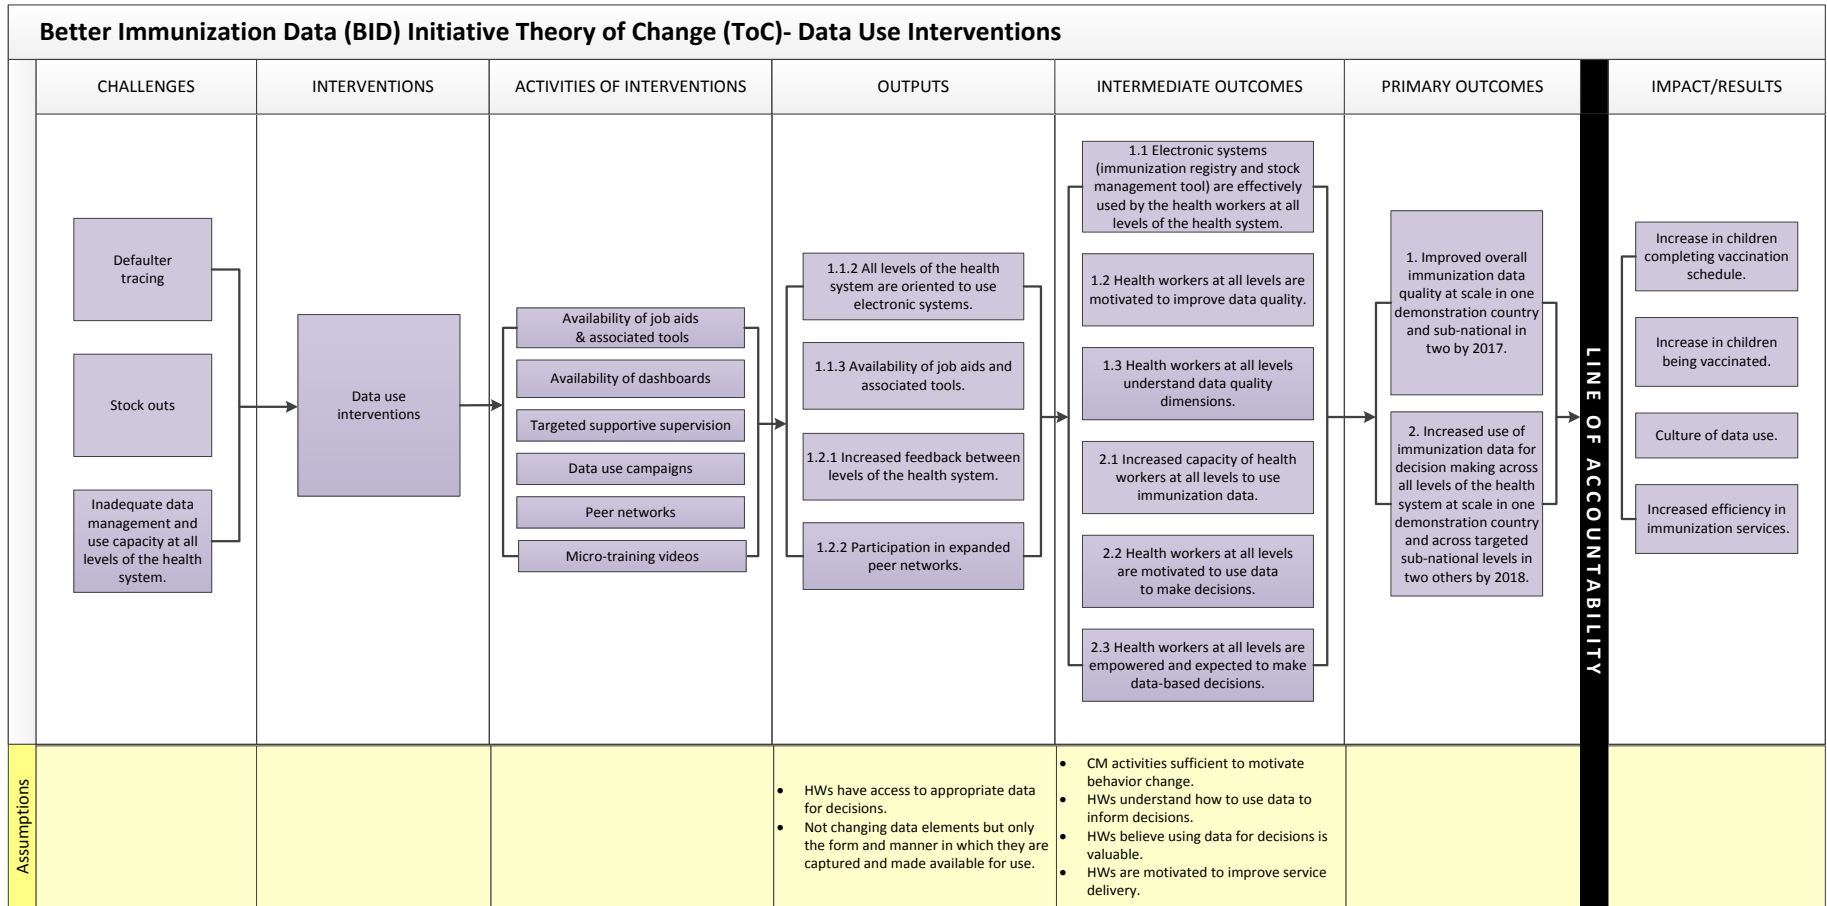 Better Immunization Data (BID) Initiative Theory of Change (ToC)- Data Use Interventions
CHALLENGES
INTERVENTIONS
ACTIVITIES OF INTERVENTIONS
OUTPUTS
INTERMEDIATE OUTCOMES
PRIMARY OUTCOMES
IMPACT/RESULTS
Defaulter
tracing
Stock outs
Inadequate data
management and
use capacity at all
levels of the health
system.
Data use
interventions
Availability of job aids
& associated tools
Availability of dashboards
Targeted supportive supervision
Data use campaigns
Peer networks
Micro-training videos
1.1.2 All levels of the health
system are oriented to use
electronic systems.
1.1.3 Availability of job aids and
associated tools.
1.2.1 Increased feedback between
levels of the health system.
1.2.2 Participation in expanded
peer networks.
1.1 Electronic systems
(immunization registry and stock
management tool) are effectively
used by the health workers at all
levels of the health system.
1.2 Health workers at all levels are
motivated to improve data quality.
1.3 Health workers at all levels
understand data quality
dimensions.
2.1 Increased capacity of health
workers at all levels to use
immunization data.
2.2 Health workers at all levels
are motivated to use data
to make decisions.
2.3 Health workers at all levels are
empowered and expected to make
data-based decisions.
1. Improved overall
immunization data
quality at scale in one
demonstration country
and sub-national in
two by 2017.
2. Increased use of
immunization data for
decision making across
all levels of the health
system at scale in one
demonstration country
and across targeted
sub-national levels in
two others by 2018.
LINE OF ACCOUNTABILITY
Increase in children
completing vaccination
schedule.
Increase in children
being vaccinated.
Culture of data use.
Increased efficiency in
immunization services.
Assumptions
• HWs have access to appropriate data
for decisions.
• Not changing data elements but only
the form and manner in which they are
captured and made available for use.
• CM activities sufficient to motivate
behavior change.
• HWs understand how to use data to
inform decisions.
• HWs believe using data for decisions is
valuable.
• HWs are motivated to improve service
delivery.